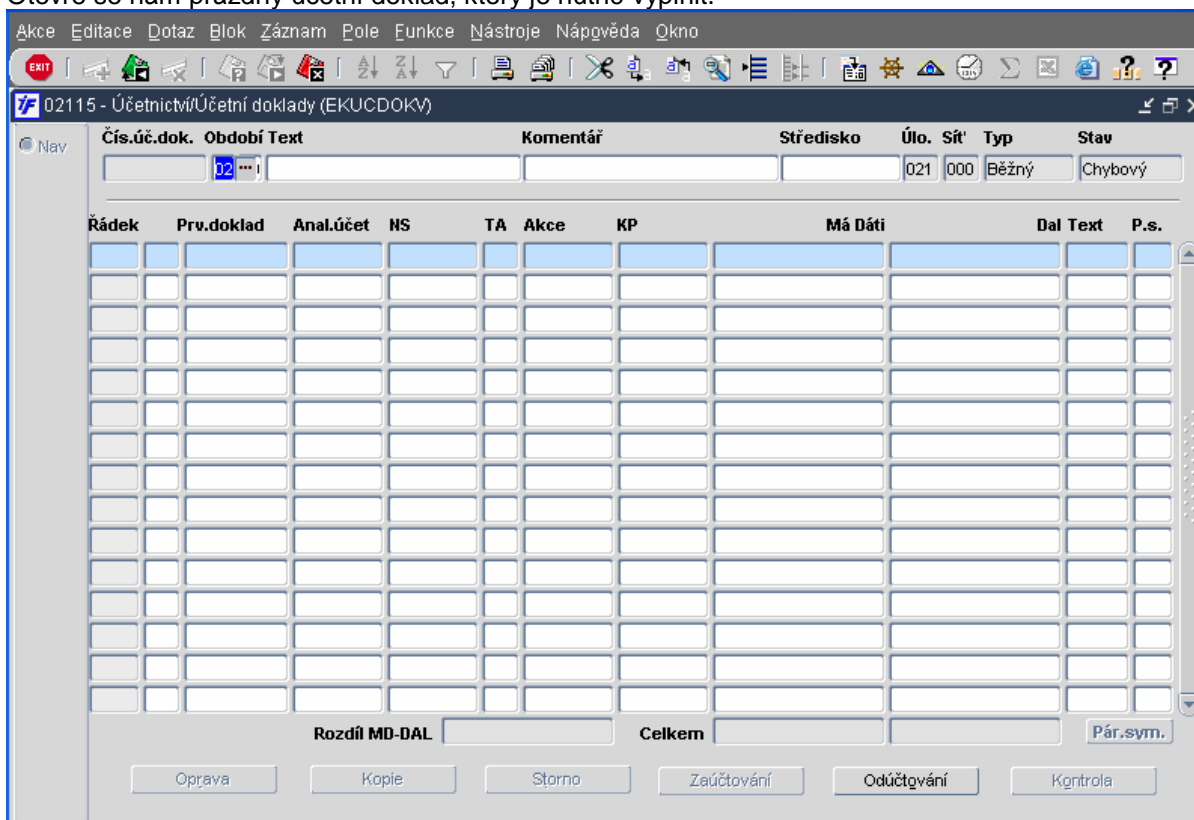 Otevře se nám prázdný účetní doklad, který je nutné vyplnit.
Akce Editace Dotaz Blok Záznam Pole Funkce Nástroje Nápověda Okno
EXIT
02115 - Účetnictví/Účetní doklady (EKUCDOKV)
Nav
Čís.úč.dok. Období Text Komentář Středisko Úlo. Síť Typ Stav
02 ... 021 000 Běžný Chybový
Řádek Prv.doklad Anal.účet NS TA Akce KP Má Dáti Dal Text P.s.
Rozdíl MD-DAL Celkem Pár.sym.
Oprava Kopie Storno Zaúčtování Odúčtování Kontrola